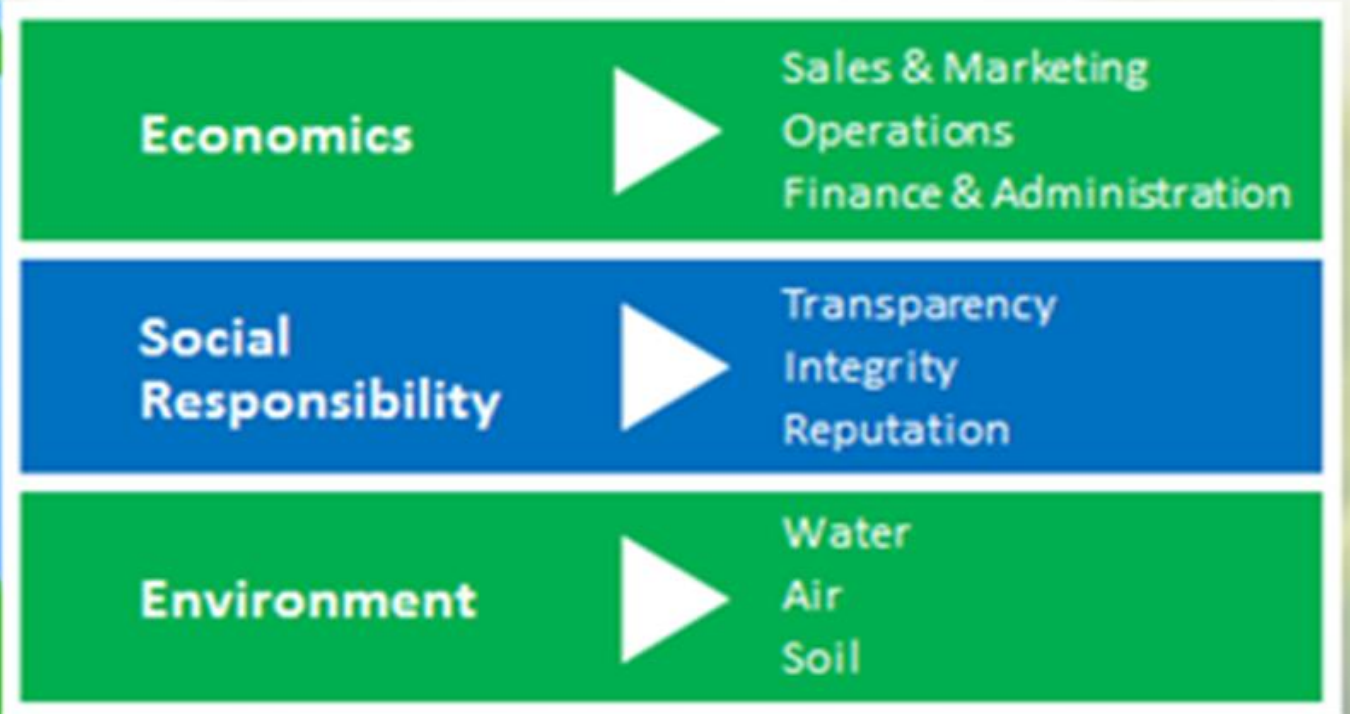 Economics
Sales & Marketing
Operations
Finance & Administration
Social
Responsibility
Transparency
Integrity
Reputation
Environment
Water
Air
Soil